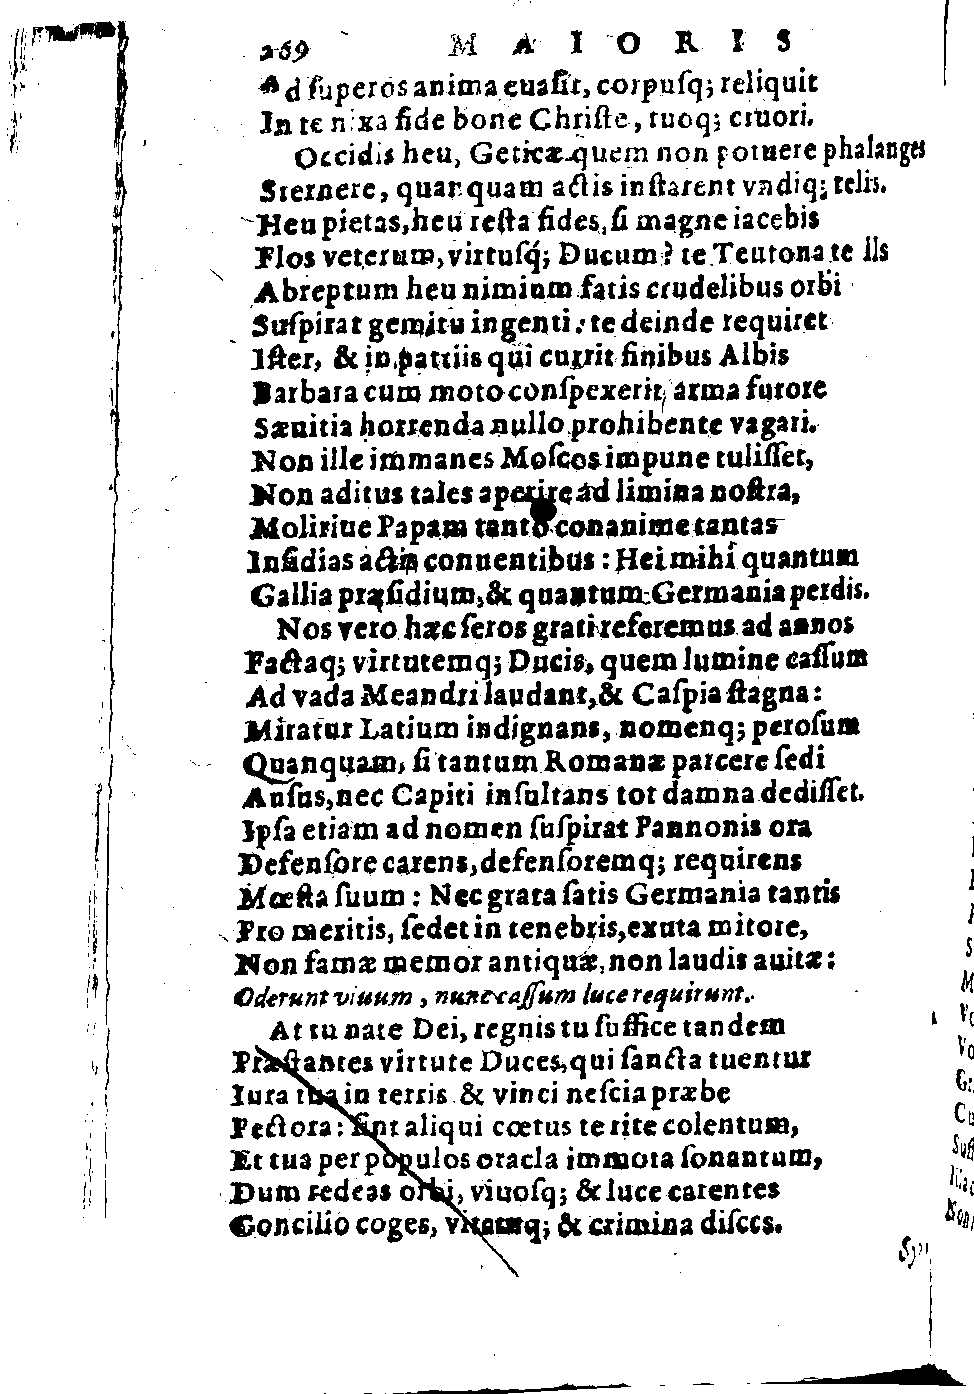 269 MAIORIS
Ad ſuperos anima euaſit, corpuſq; reliquit
In te nixa fide bone Chriſte, tuoq; cruori.
Occidis heu, Geticæ quem non potuere phalanges
Sternere, quanquam actis inſtarent vndiq; telis.
Heu pietas, heu reſta fides, ſi magne iacebis
Flos veterum, virtuſq́; Ducum? te Teutona te lls
Abreptum heu nimium fatis crudelibus orbi
Suſpirat gemitu ingenti: te deinde requiret
Iſter, & in pattiis qui currit finibus Albis
Barbara cum moto conſpexerit arma furore
Sæuitia horrenda nullo prohibente vagari.
Non ille immanes Moſcos impune tuliſſet,
Non aditus tales aperire ad limina noſtra,
Moliriue Papam tanto conanime tantas
Inſidias actis connentibus: Hei mihi quantum
Gallia præſidium, & quantum Germania perdis.
Nos vero hæc ſeros grati referemus ad annos
Factaq; virtutemq; Ducis, quem lumine caſſum
Ad vada Meandri laudant, & Caſpia ſtagna:
Miratur Latium indignans, nomenq; peroſum
Quanquam, ſi tantum Romanæ parcere ſedi
Auſus, nec Capiti inſultans tot damna dediſſet.
Ipſa etiam ad nomen ſuſpirat Pannonis ora
Defenſore carens, defenſoremq; requirens
Mœſta ſuum: Nec grata ſatis Germania tantis
Pro meritis, ſedet in tenebris, exuta mitore,
Non famæ memor antiquæ, non laudis auitæ:
Oderunt viuum, nunc caſſum luce requirunt.
At tu nate Dei, regnis tu ſuffice tandem
Præſtantes virtute Duces, qui ſancta tuentur
Iura tua in terris & vinci neſcia præbe
Pectora: ſint aliqui cœtus te rite colentum,
Et tua per populos oracla immota ſonantum,
Dum redeas orbi, viuoſq; & luce carentes
Concilio coges, vitamq; & crimina diſces.